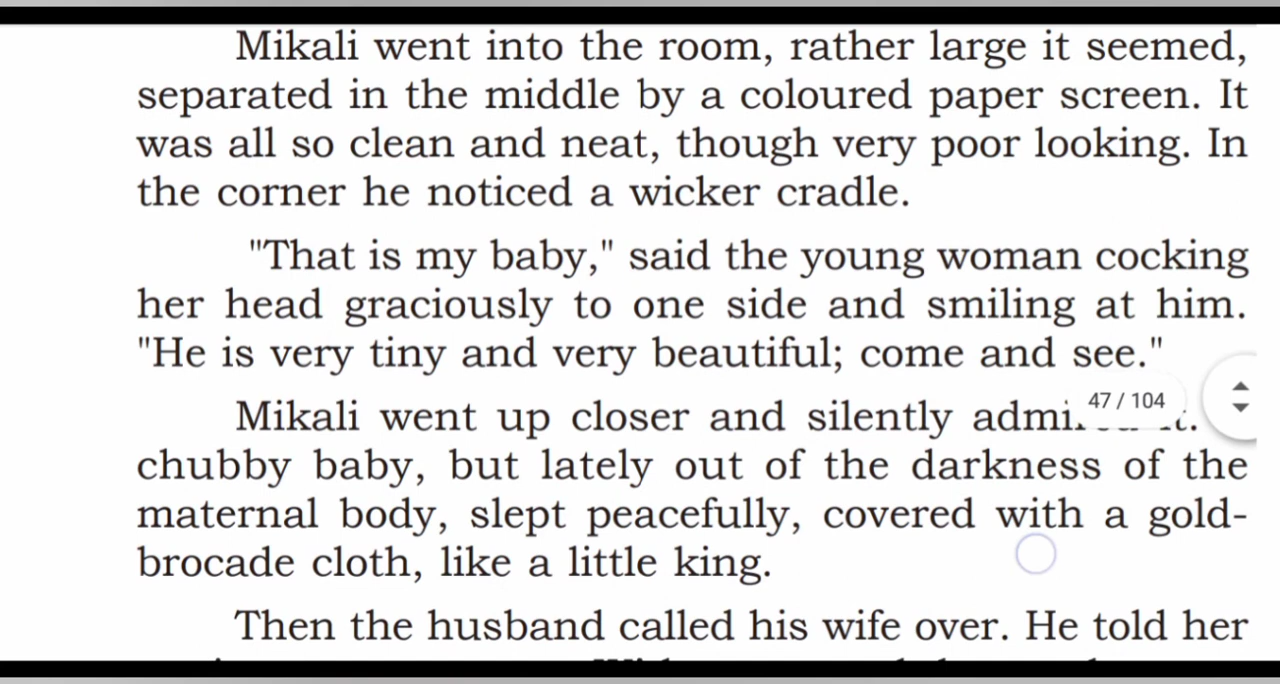 Mikali went into the room, rather large it seemed,
separated in the middle by a coloured paper screen. It
was all so clean and neat, though very poor looking. In
the corner he noticed a wicker cradle.
"That is my baby," said the young woman cocking
her head graciously to one side and smiling at him.
"He is very tiny and very beautiful; come and see."
47 / 104
Mikali went up closer and silently
chubby baby, but lately out of the darkness of the
maternal body, slept peacefully, covered with a gold-
brocade cloth, like a little king.
Then the husband called his wife over. He told her